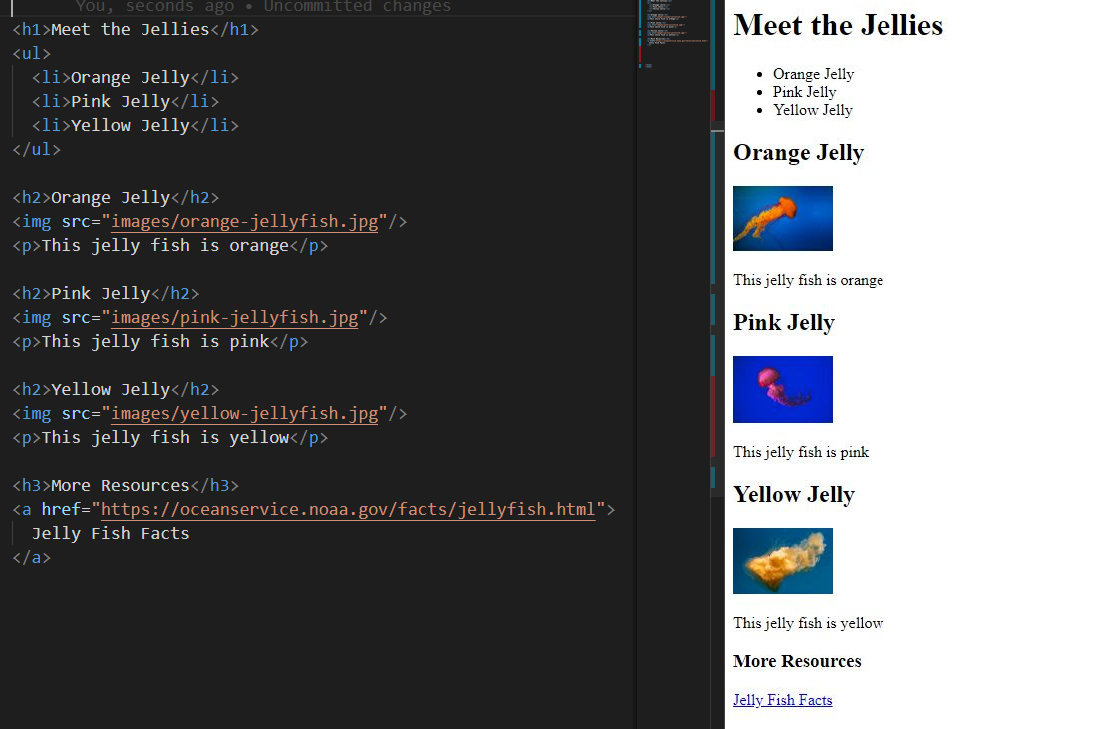 You, seconds ago • Uncommitted changes
<h1>Meet the Jellies</h1>
<ul>
  <li>Orange Jelly</li>
  <li>Pink Jelly</li>
  <li>Yellow Jelly</li>
</ul>
<h2>Orange Jelly</h2>
<img src="images/orange-jellyfish.jpg"/>
<p>This jelly fish is orange</p>
<h2>Pink Jelly</h2>
<img src="images/pink-jellyfish.jpg"/>
<p>This jelly fish is pink</p>
<h2>Yellow Jelly</h2>
<img src="images/yellow-jellyfish.jpg"/>
<p>This jelly fish is yellow</p>
<h3>More Resources</h3>
<a href="https://oceanservice.noaa.gov/facts/jellyfish.html">
  Jelly Fish Facts
</a>
Meet the Jellies
• Orange Jelly
• Pink Jelly
• Yellow Jelly
Orange Jelly
This jelly fish is orange
Pink Jelly
This jelly fish is pink
Yellow Jelly
This jelly fish is yellow
More Resources
Jelly Fish Facts